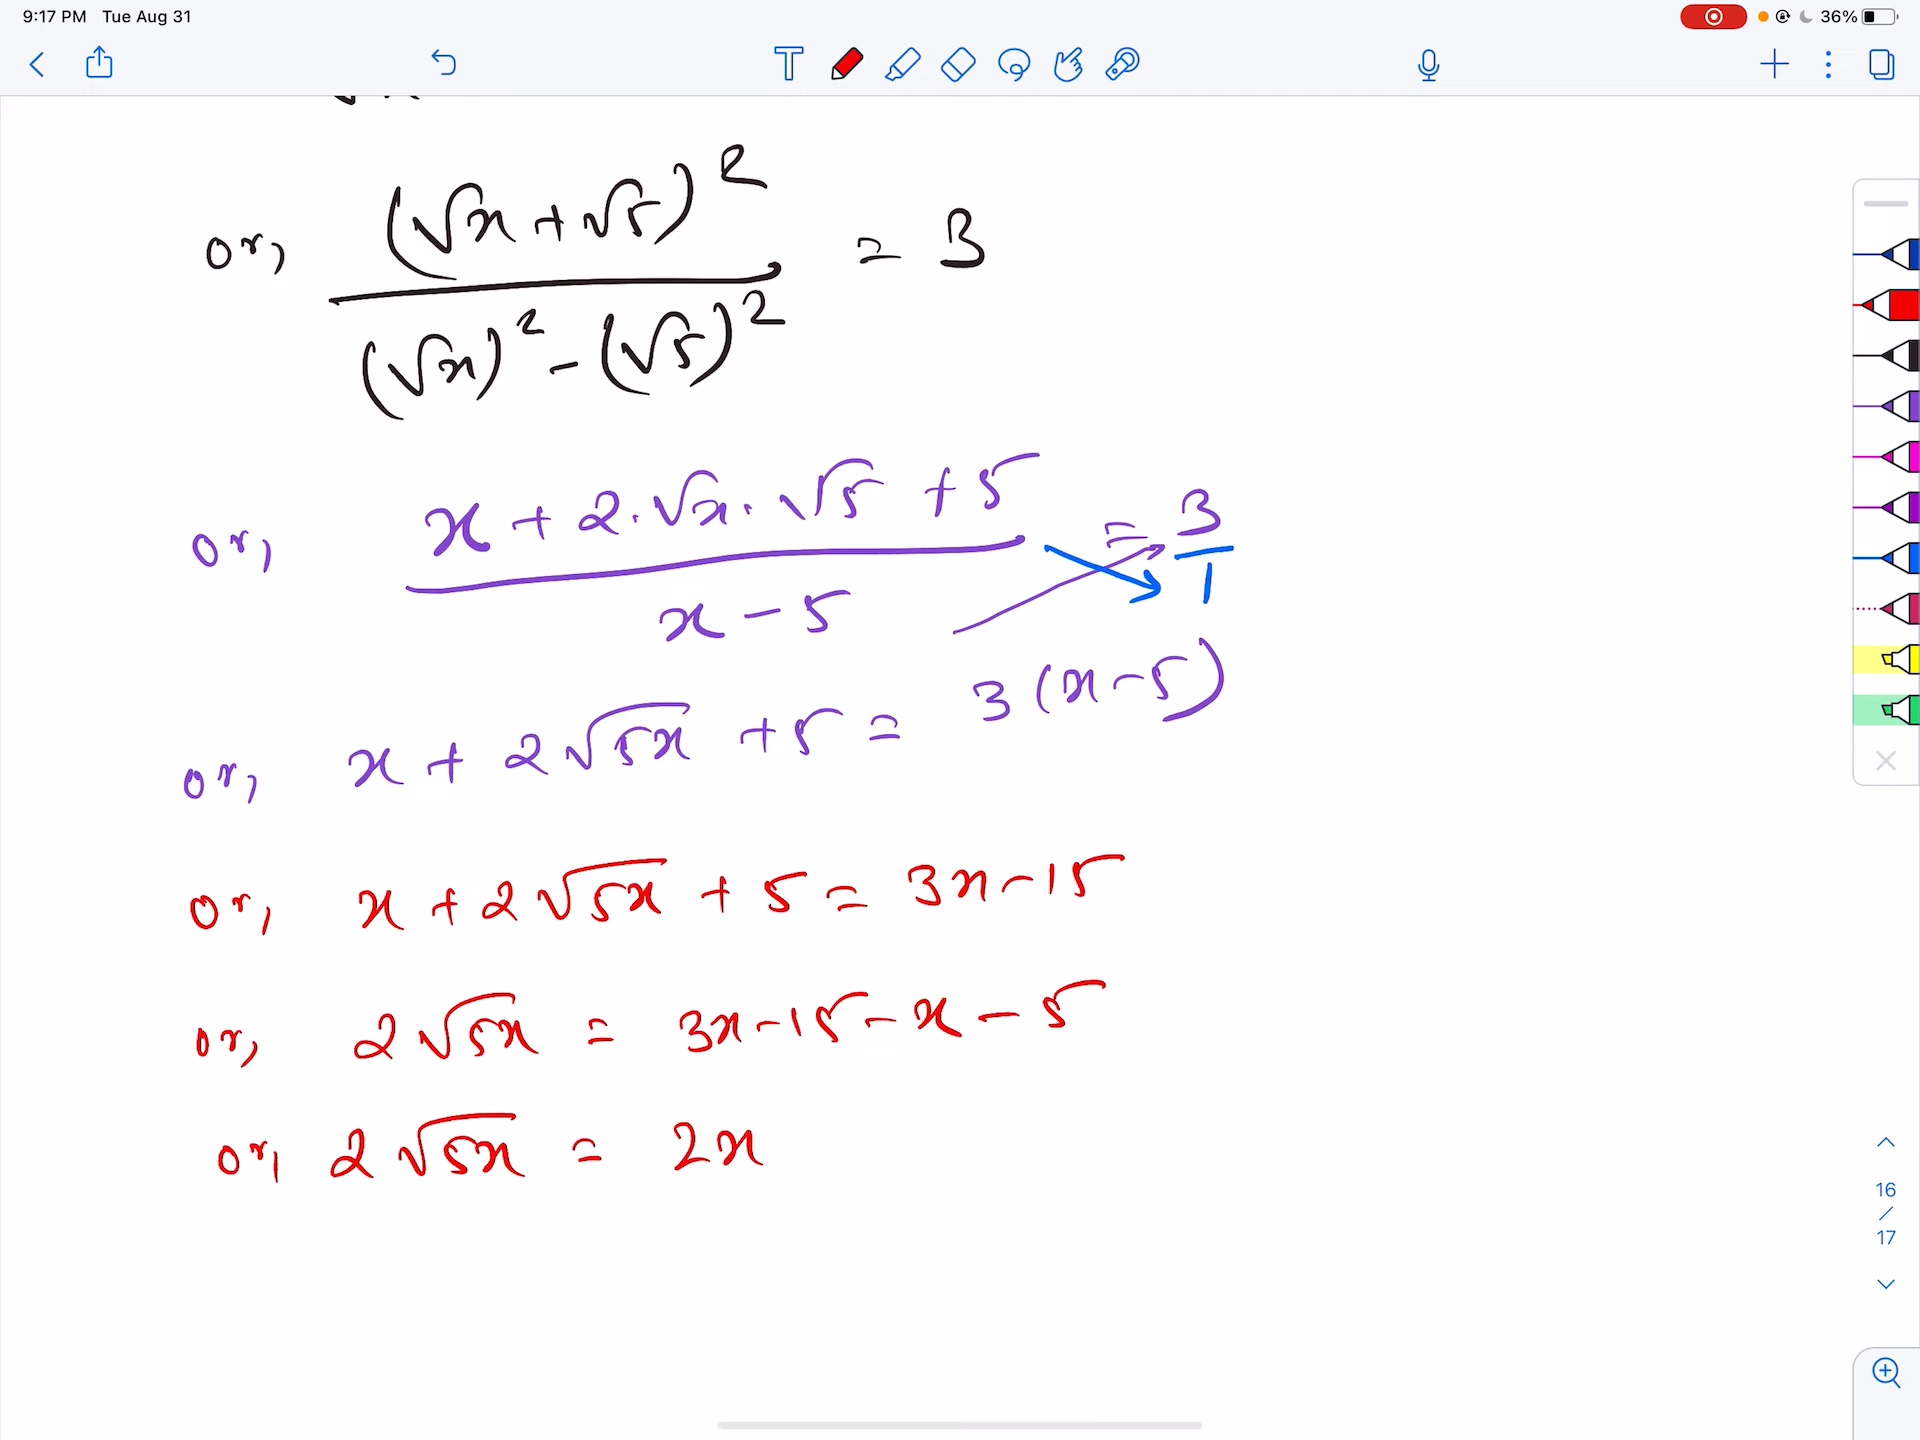 9:17 PM Tue Aug 31
36%
T
or, (√x + √5)² / (√x)² - (√5)² = 3
or, x + 2.√x.√5 + 5 / x - 5 = 3 / 1
or, x + 2√5x + 5 = 3(x-5)
or, x + 2√5x + 5 = 3x-15
or, 2√5x = 3x-15-x-5
or, 2√5x = 2x
16
/
17